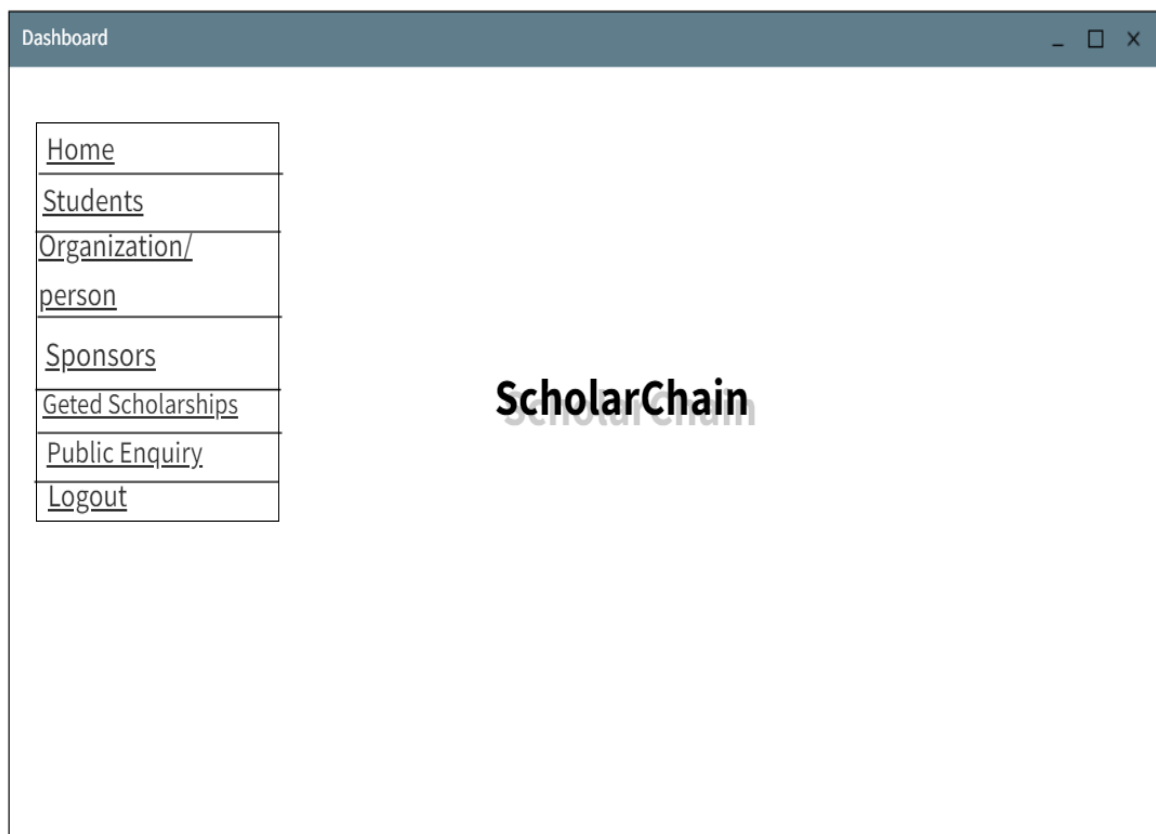 Dashboard
Home
Students
Organization/
person
Sponsors
Geted Scholarships
Public Enquiry
Logout
ScholarChain